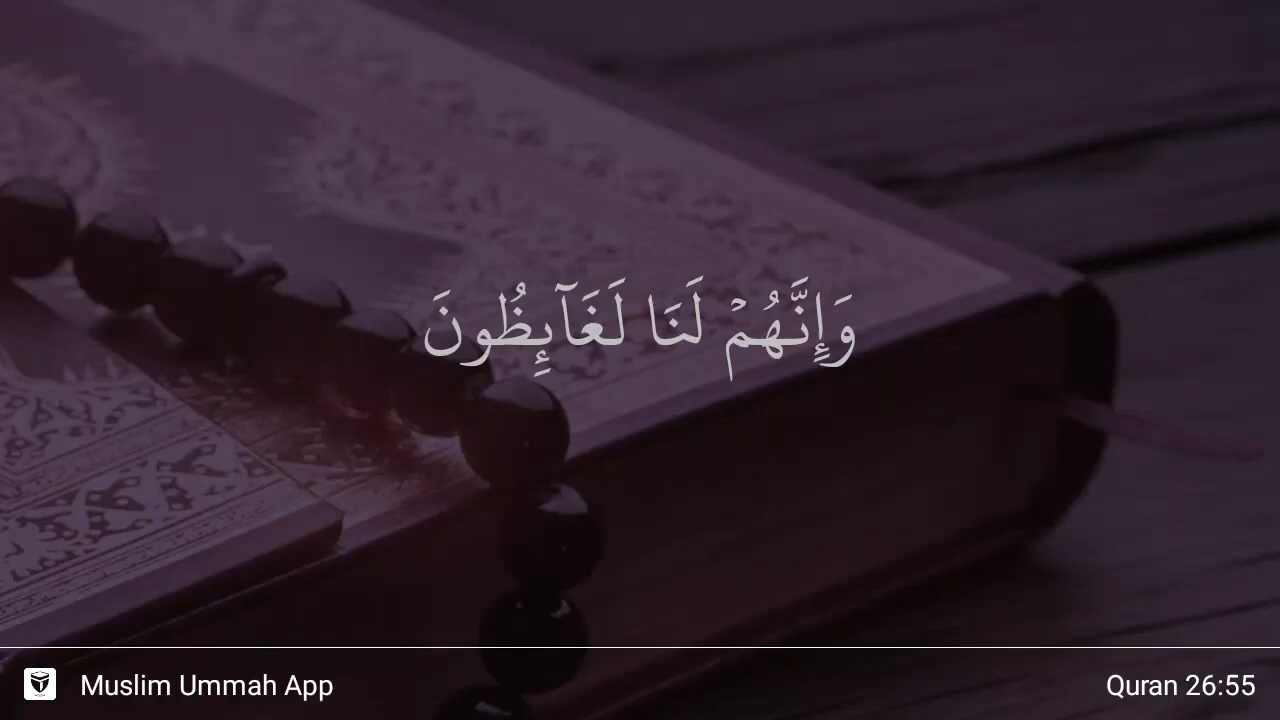 وَإِنَّهُمْ لَنَا لَغَآئِظُونَ
Muslim Ummah App
Quran 26:55